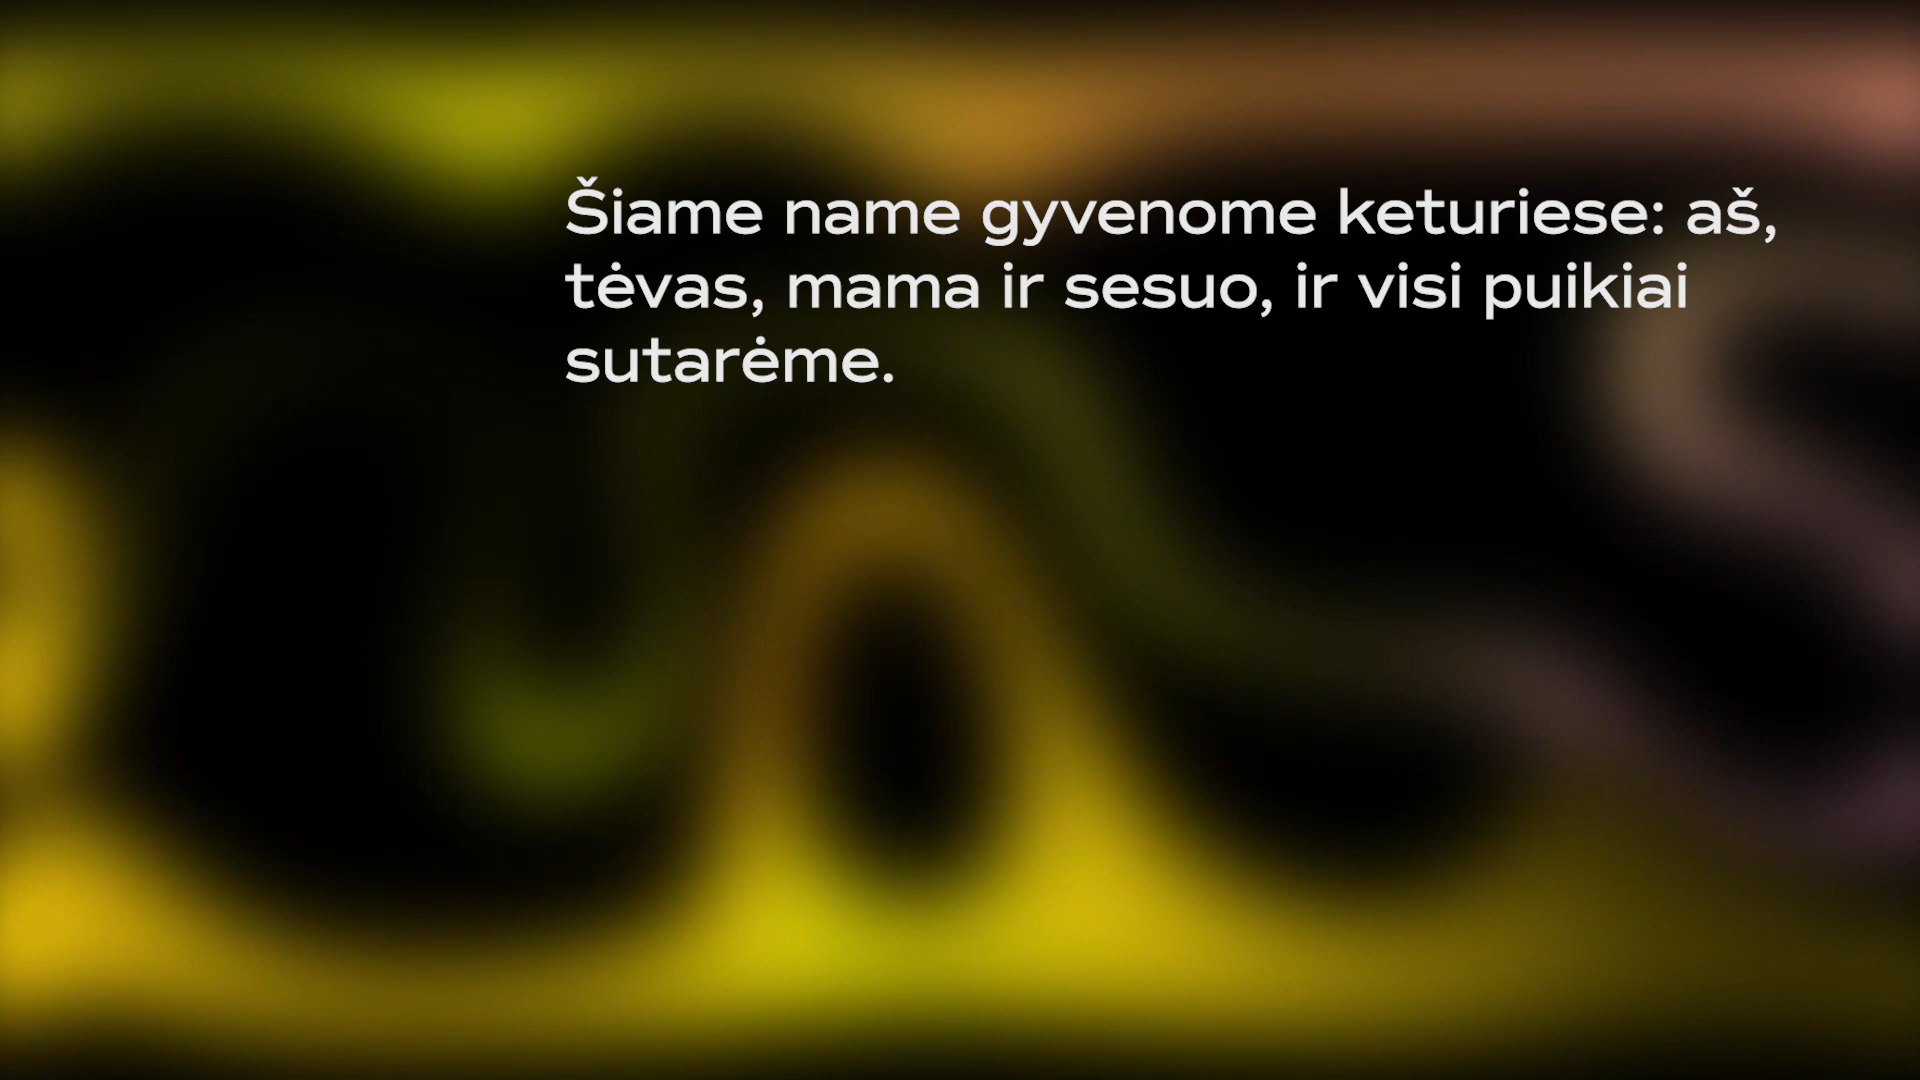 Šiame name gyvenome keturiese: aš,
tėvas, mama ir sesuo, ir visi puikiai
sutarėme.